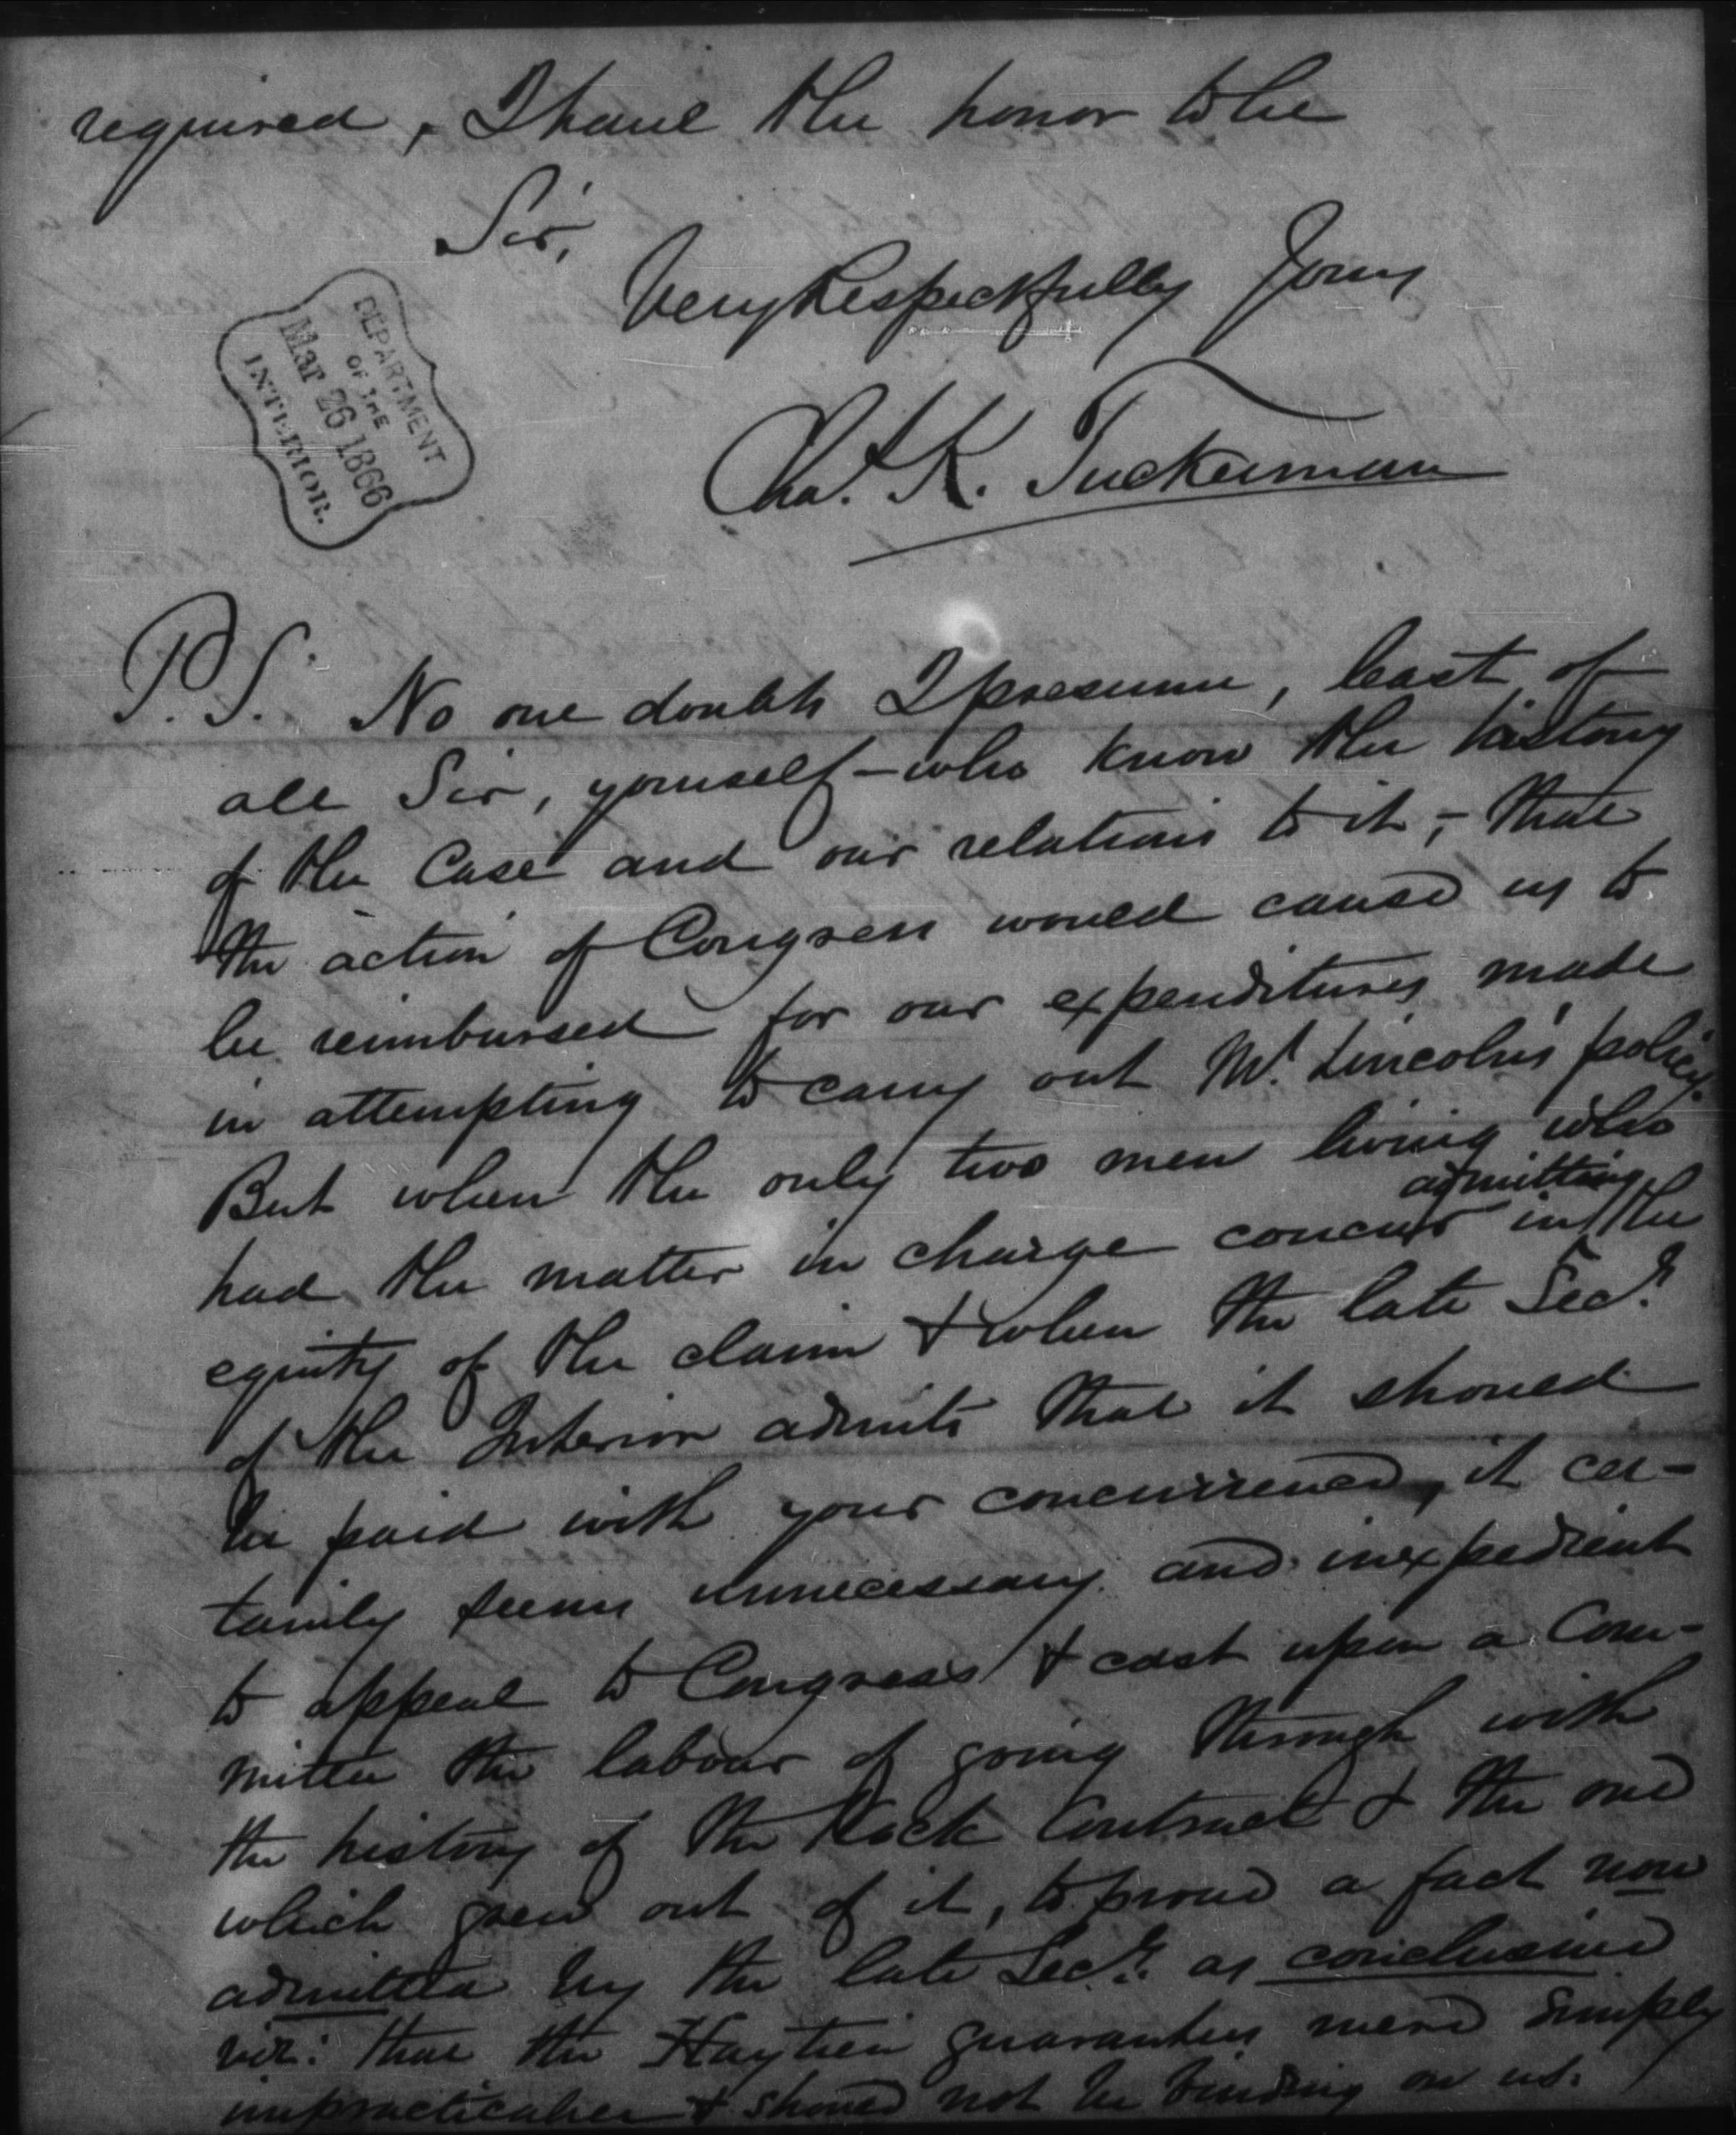 required, I have the honor to be
Sir,
Very Respectfully Yours
Cha.s K. Tuckerman
DEPARTMENT
OF THE
Mar 26 1866
INTERIOR.
P.S. No one doubts I presume, least of
all Sir, yourself – who know the history
of the Case and our relations to it, – that
the action of Congress would cause us to
be reimbursed for our expenditures made
in attempting to carry out Mr. Lincoln's policy.
But when the only two men living who
admitting
had the matter in charge concur in the
equity of the claim & when the late Secy.
of the Interior admits that it should
be paid with your concurrence, it cer-
tainly seems unnecessary and inexpedient
to appeal to Congress & cast upon a Com-
mittee the labour of going through with
the history of the Kock Contract & the one
which grew out of it, to prove a fact now
admitted by the late Secy. as conclusive
viz: that the Haytien guarantees were simply
impracticable & should not be binding on us.